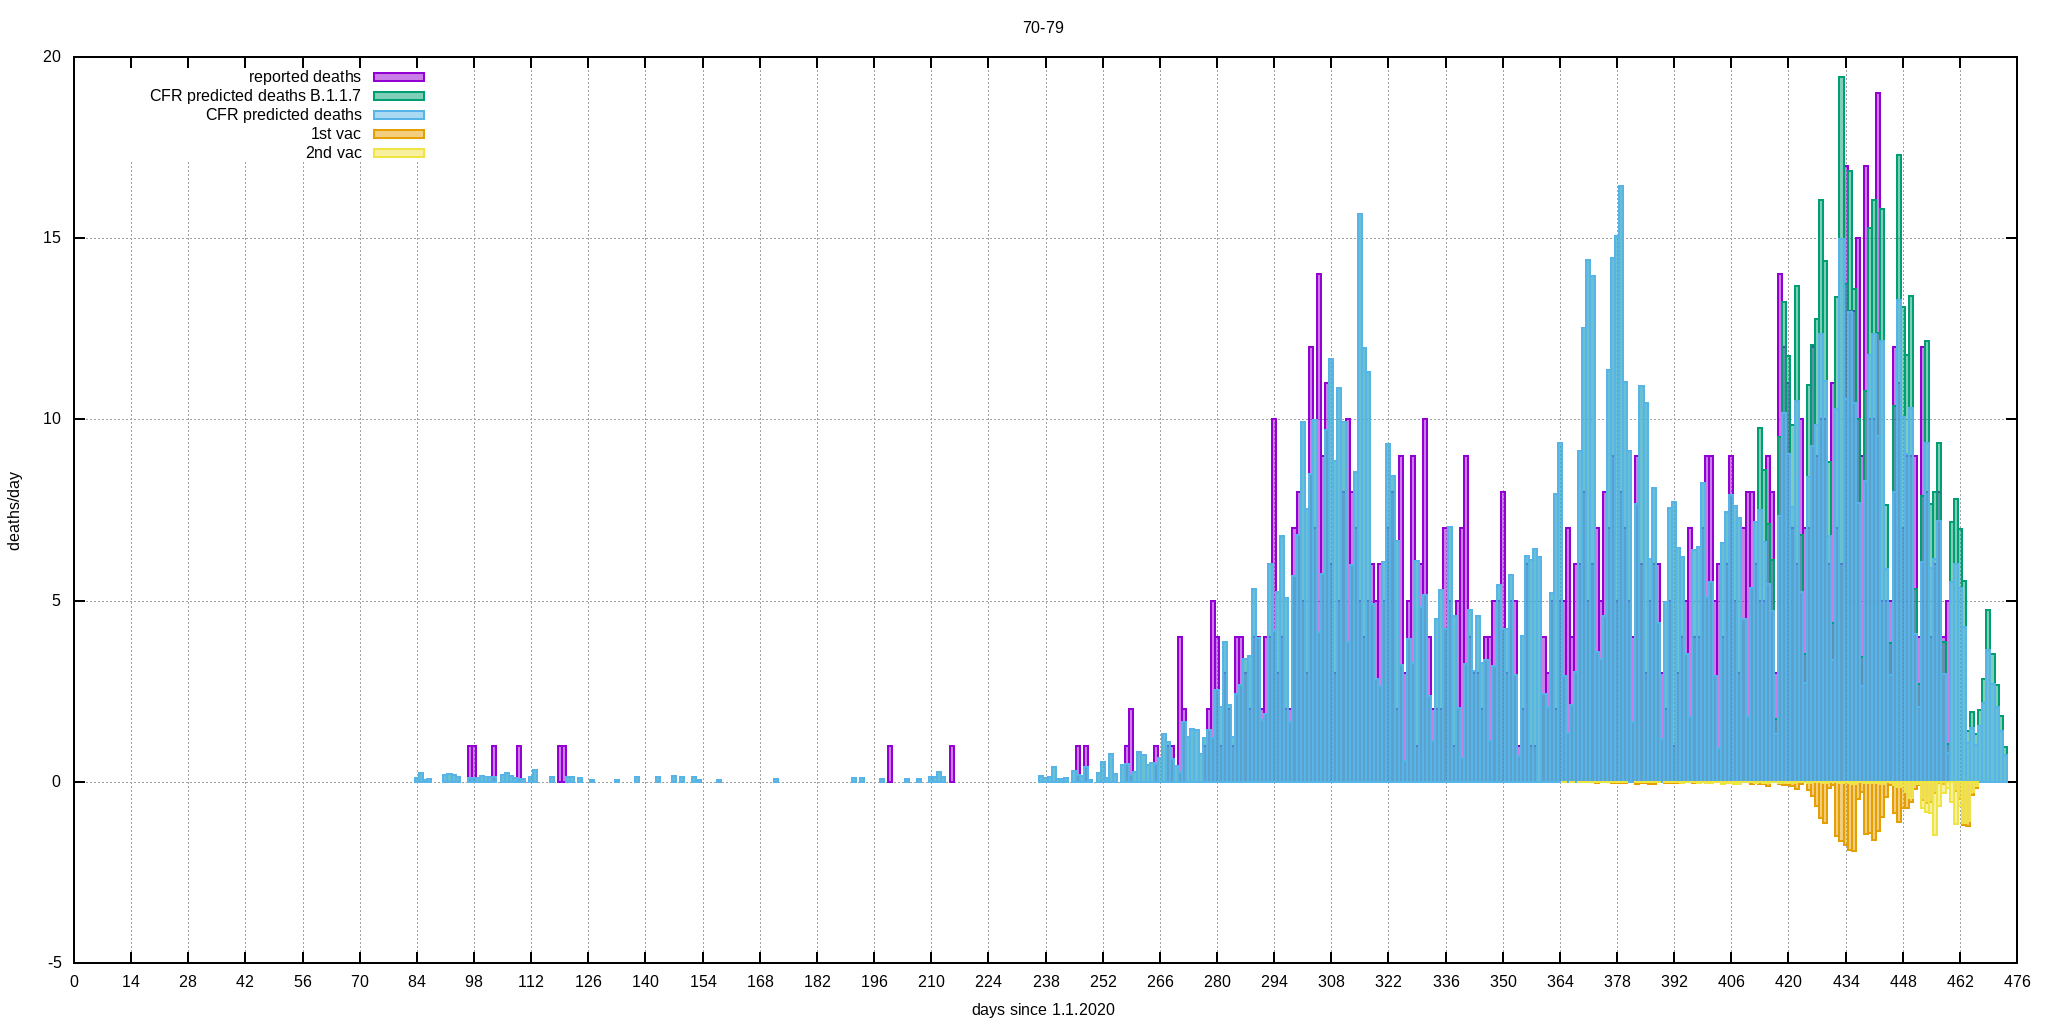 70-79
20
15
10
5
0
-5
deaths/day
reported deaths
CFR predicted deaths B.1.1.7
CFR predicted deaths
1st vac
2nd vac
0 14 28 42 56 70 84 98 112 126 140 154 168 182 196 210 224 238 252 266 280 294 308 322 336 350 364 378 392 406 420 434 448 462 476
days since 1.1.2020